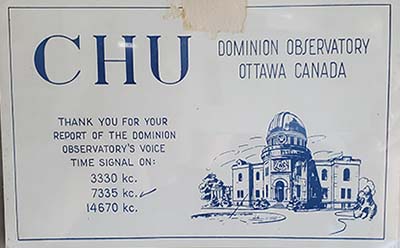 CHU
DOMINION OBSERVATORY
OTTAWA CANADA
THANK YOU FOR YOUR
REPORT OF THE DOMINION
OBSERVATORY'S VOICE
TIME SIGNAL ON:
3330 kc.
7335 kc. ✓
14670 kc.